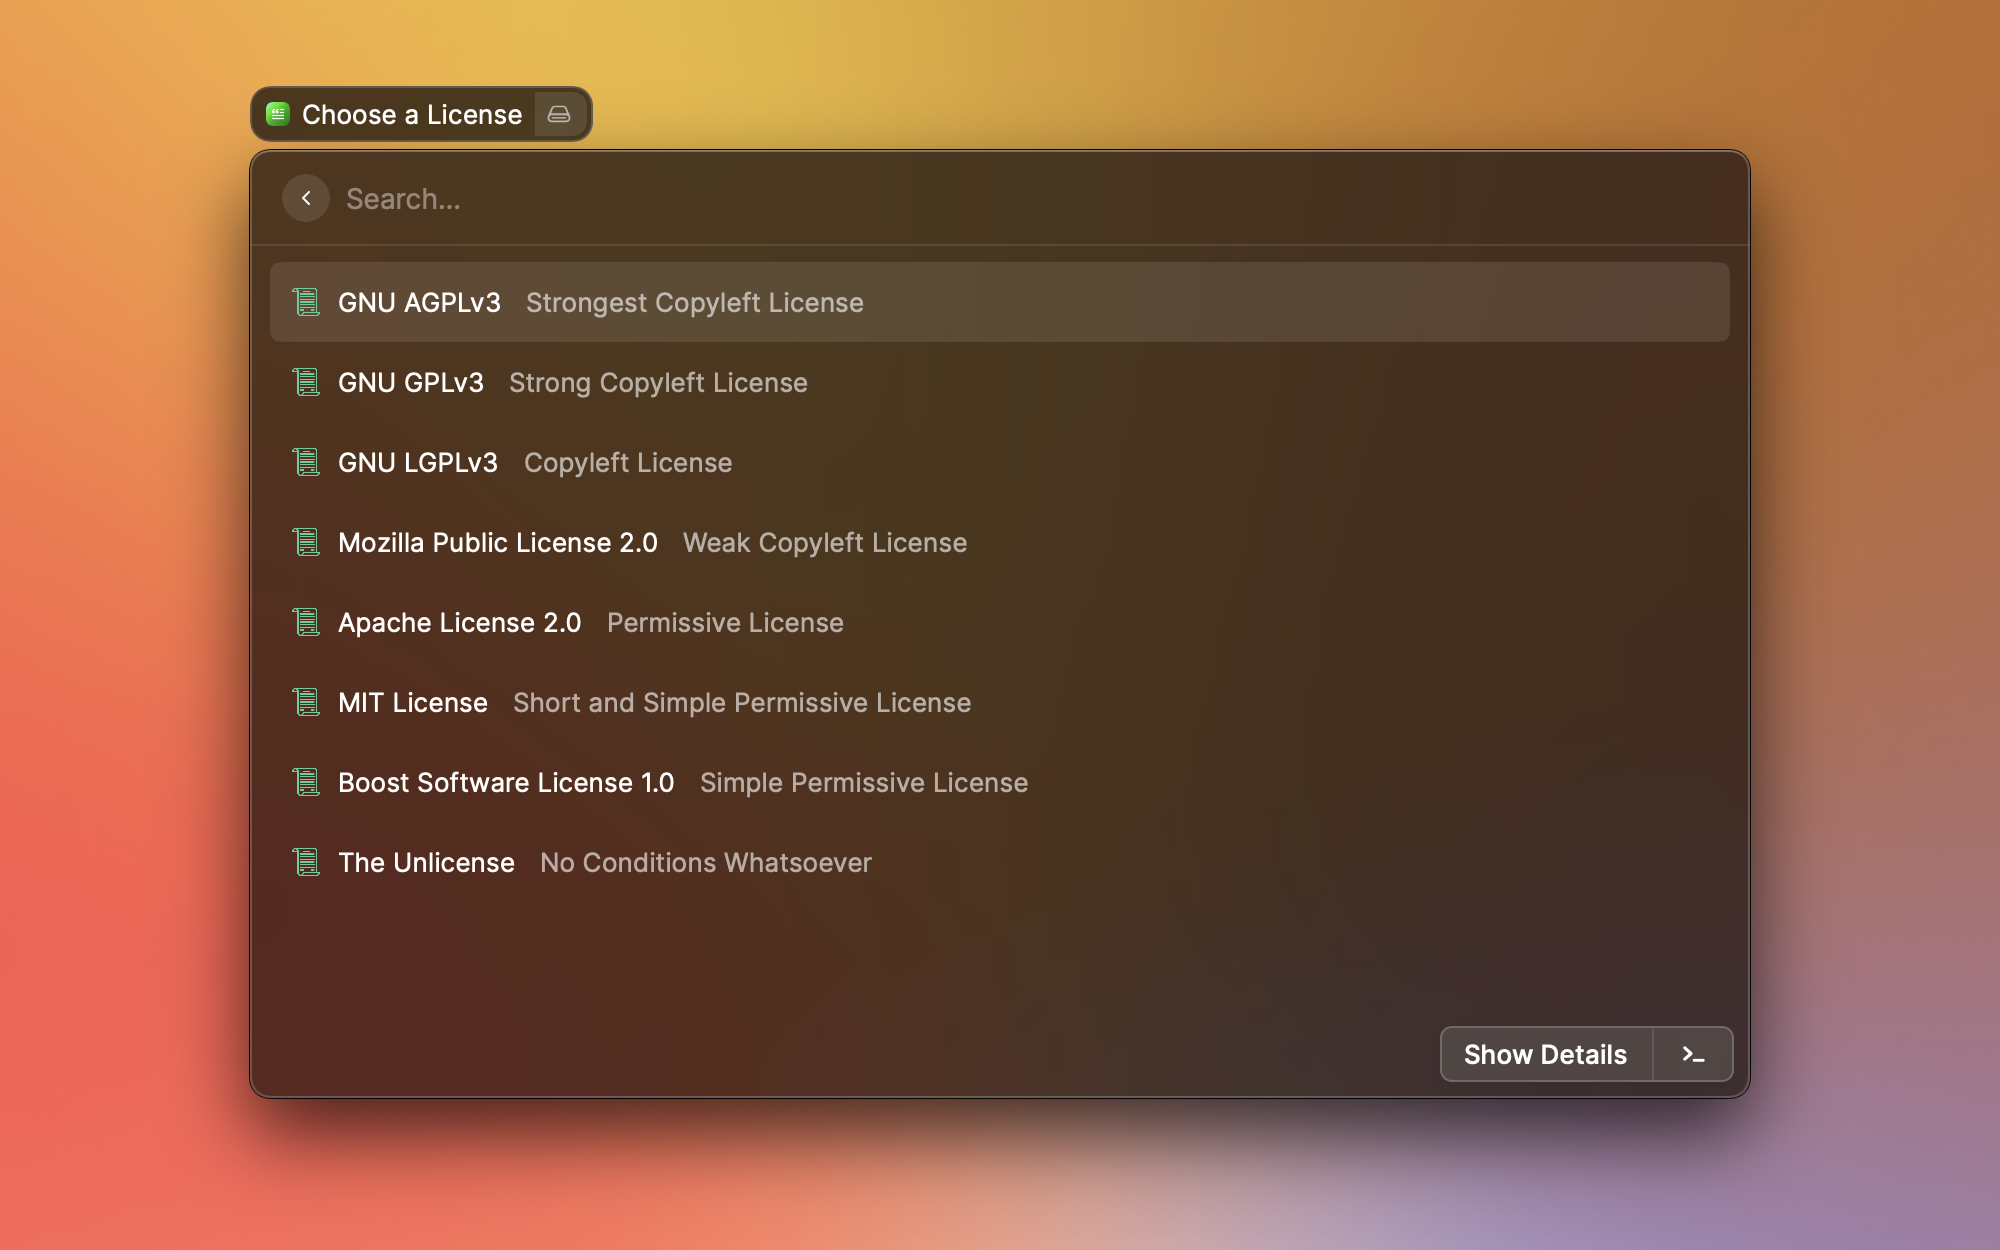 Choose a License
Search...
GNU AGPLv3 Strongest Copyleft License
GNU GPLv3 Strong Copyleft License
GNU LGPLv3 Copyleft License
Mozilla Public License 2.0 Weak Copyleft License
Apache License 2.0 Permissive License
MIT License Short and Simple Permissive License
Boost Software License 1.0 Simple Permissive License
The Unlicense No Conditions Whatsoever
Show Details